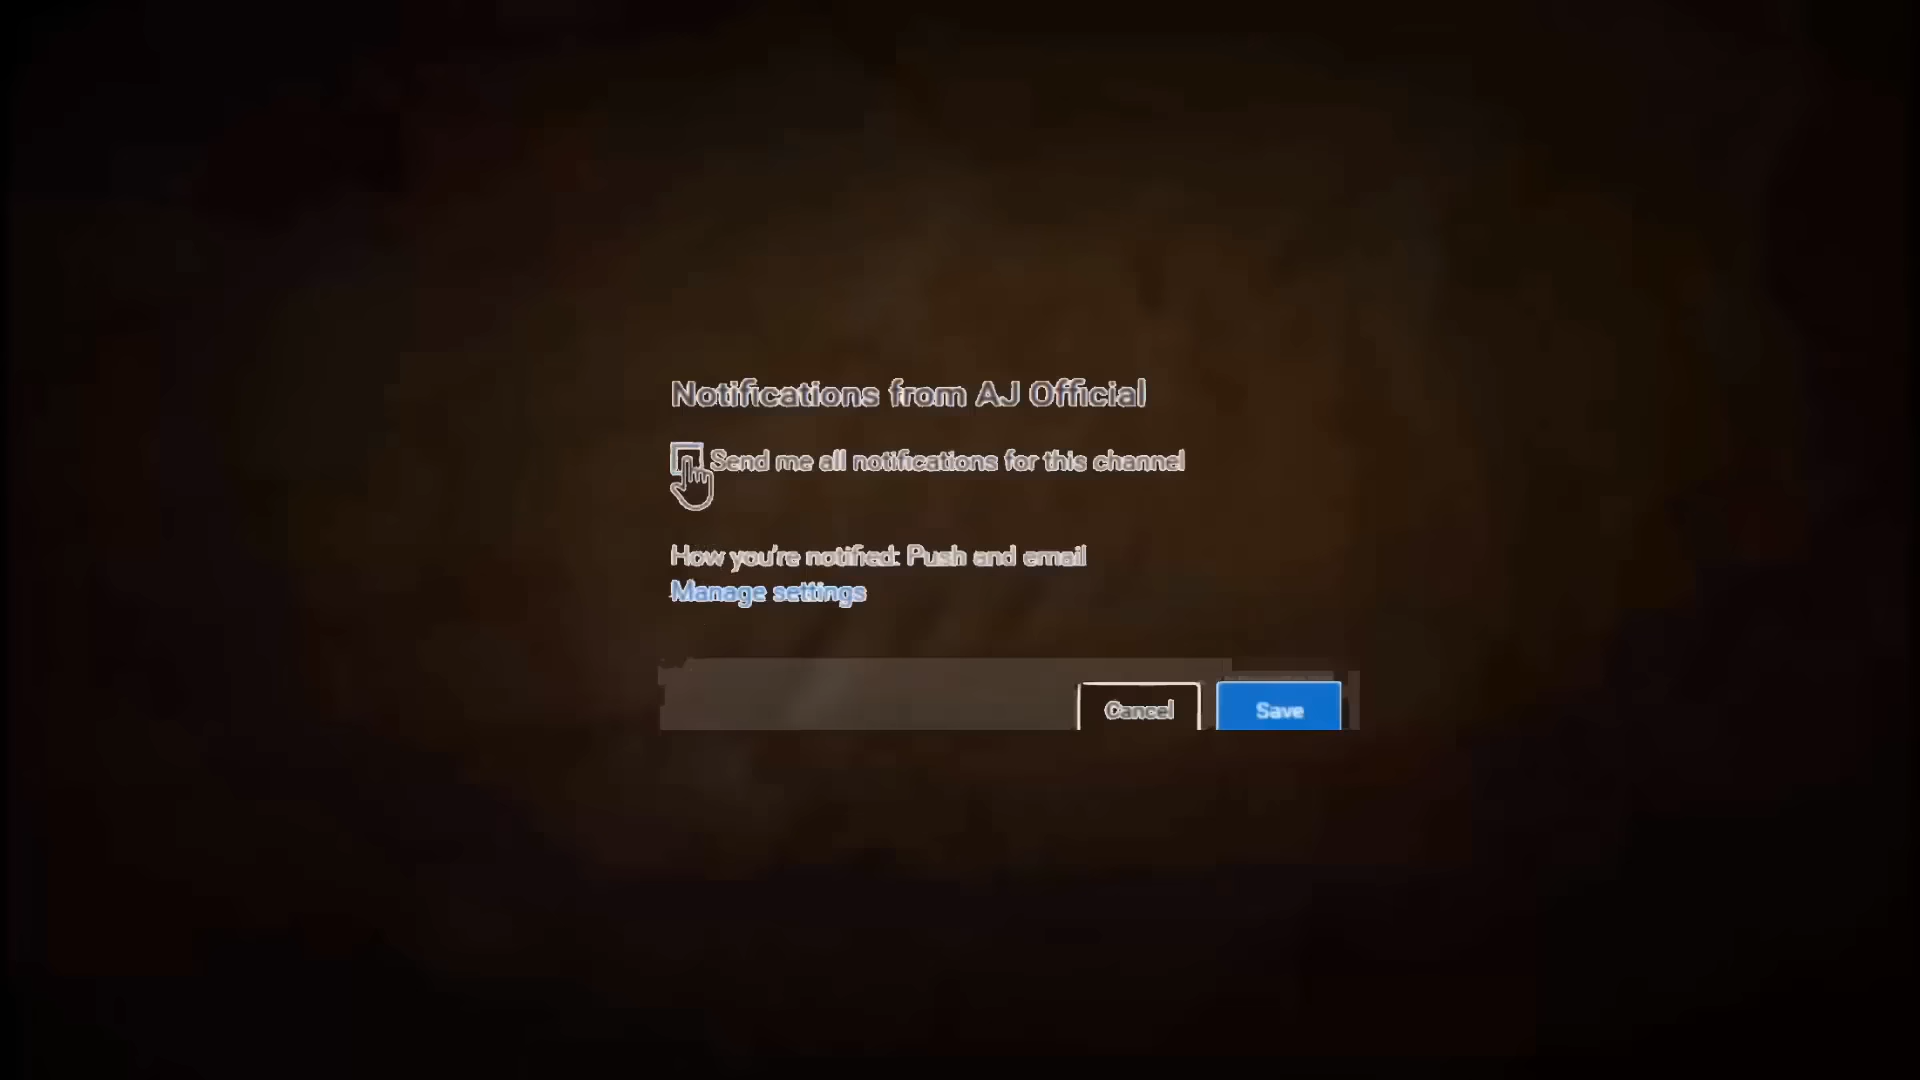 Notifications from AJ Official
Send me all notifications for this channel
How you're notified: Push and email
Manage settings
Cancel
Save